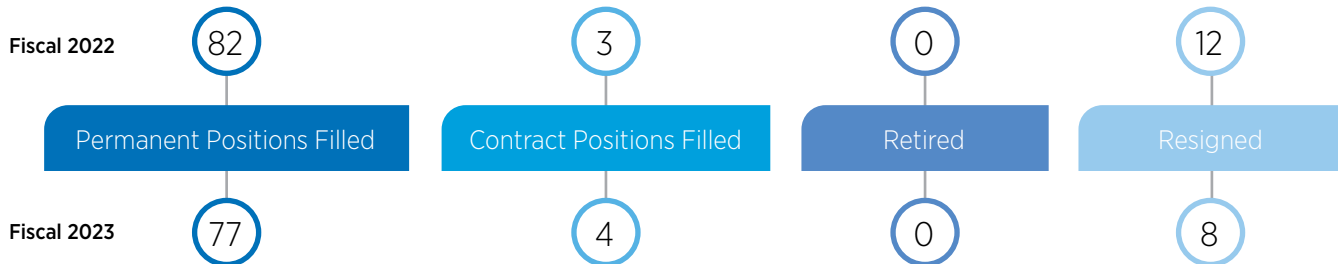 Fiscal 2022 82 3 0 12
Permanent Positions Filled Contract Positions Filled Retired Resigned
Fiscal 2023 77 4 0 8